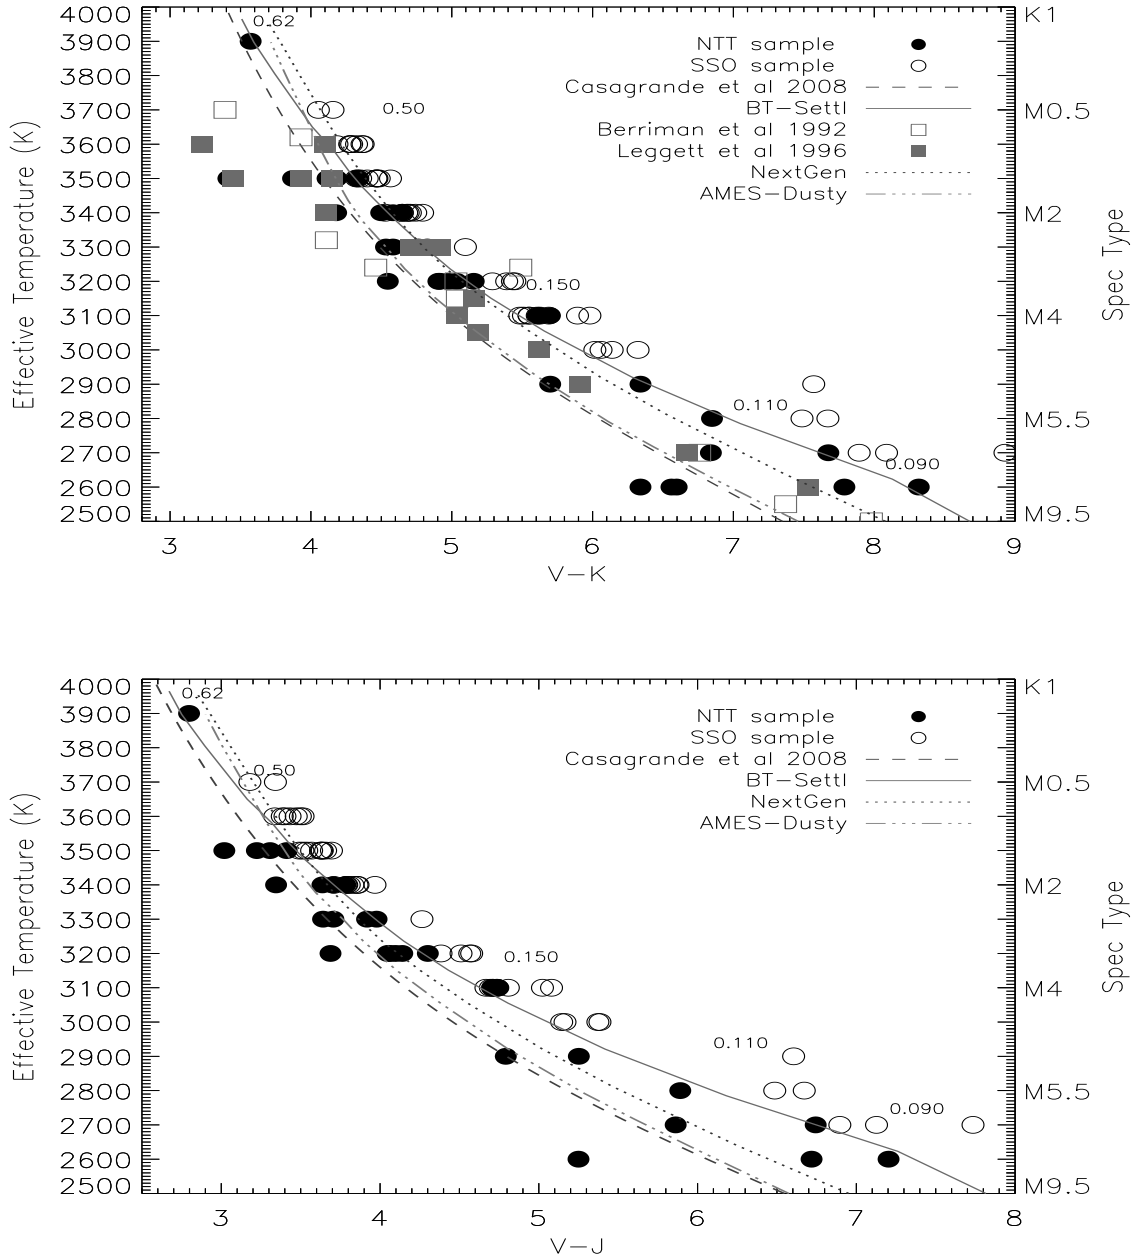 4000
3900
3800
3700
3600
3500
3400
3300
3200
3100
3000
2900
2800
2700
2600
2500
Effective Temperature (K)
0.62
0.50
0.150
0.110
0.090
NTT sample
SSO sample
Casagrande et al 2008
BT-Settl
Berriman et al 1992
Leggett et al 1996
NextGen
AMES-Dusty
K1
M0.5
M2
M4
M5.5
M9.5
Spec Type
3 4 5 6 7 8 9
V-K
4000
3900
3800
3700
3600
3500
3400
3300
3200
3100
3000
2900
2800
2700
2600
2500
Effective Temperature (K)
0.62
0.50
0.150
0.110
0.090
NTT sample
SSO sample
Casagrande et al 2008
BT-Settl
NextGen
AMES-Dusty
K1
M0.5
M2
M4
M5.5
M9.5
Spec Type
3 4 5 6 7 8
V-J